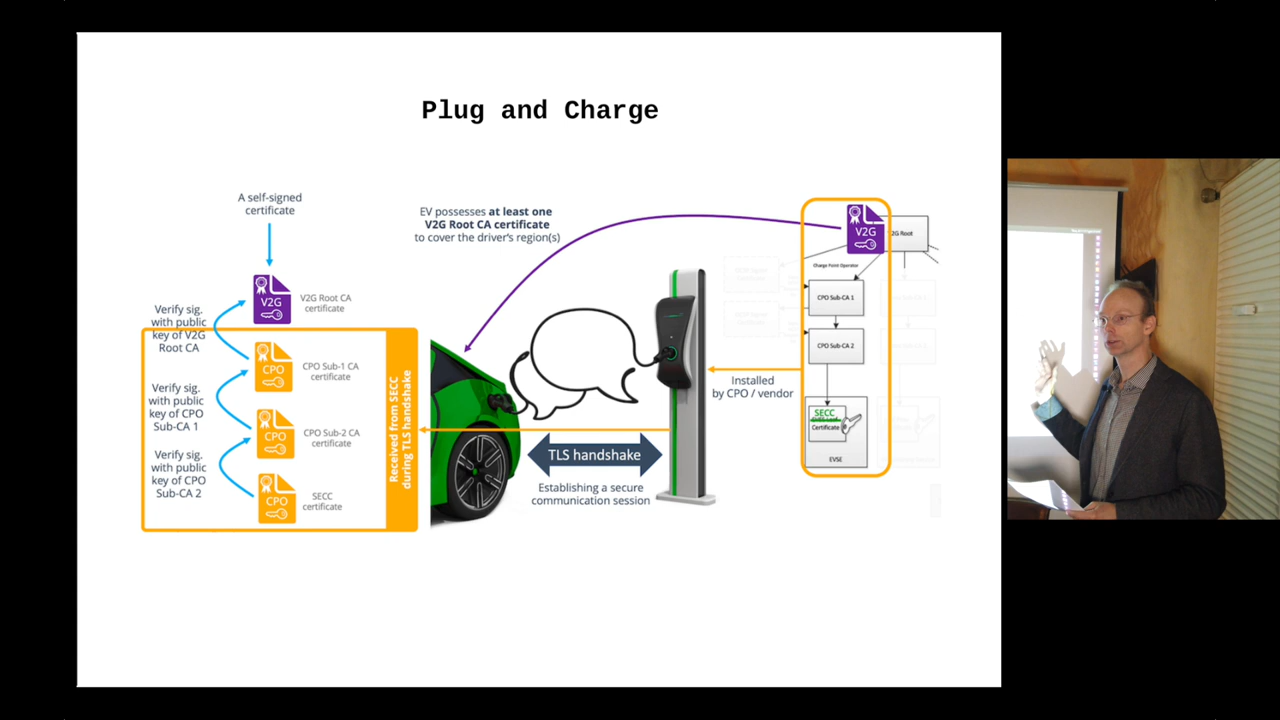 Plug and Charge
A self-signed
certificate
V2G
V2G Root CA
certificate
Verify sig.
with public
key of V2G
Root CA
CPO
CPO Sub-1 CA
certificate
Verify sig.
with public
key of CPO
Sub-CA 1
CPO
CPO Sub-2 CA
certificate
Verify sig.
with public
key of CPO
Sub-CA 2
CPO
SECC
certificate
Received from SECC
during TLS handshake
EV possesses at least one
V2G Root CA certificate
to cover the driver's region(s)
TLS handshake
Establishing a secure
communication session
Installed
by CPO / vendor
V2G
V2G Root
Charge Point Operator
CPO Sub-CA 1
CPO Sub-CA 2
SECC
Certificate
EVSE